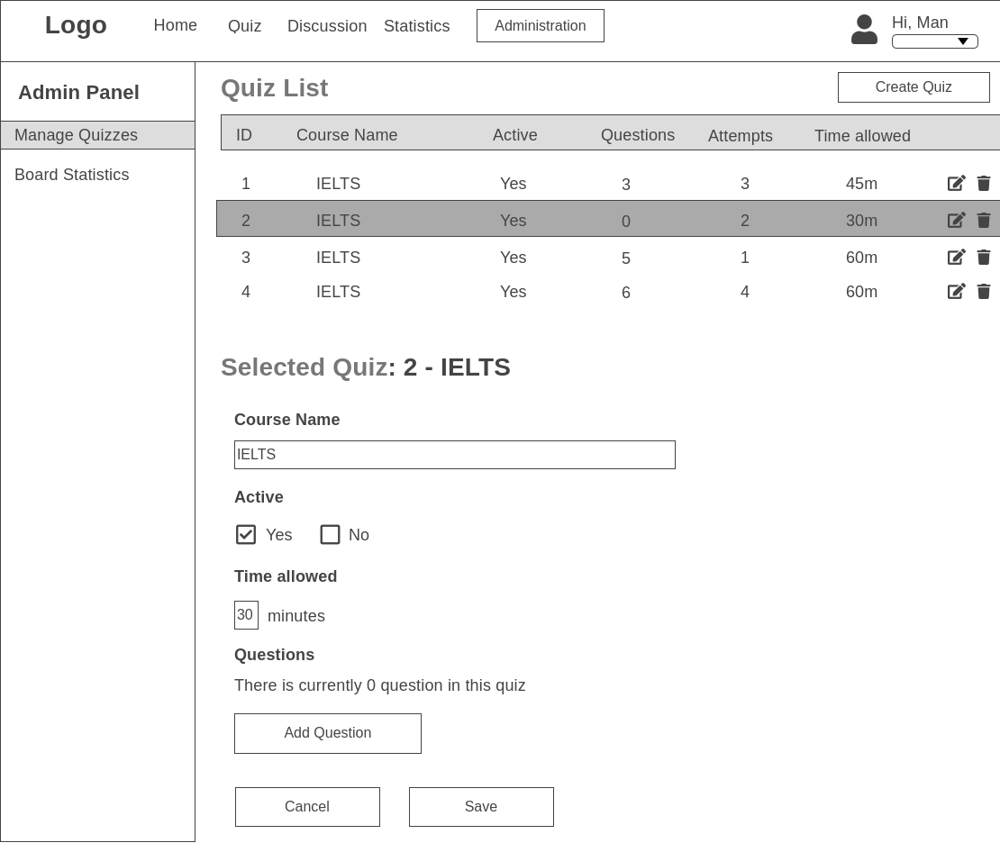 Logo Home Quiz Discussion Statistics Administration Hi, Man
Admin Panel
Manage Quizzes
Board Statistics
Quiz List Create Quiz
ID Course Name Active Questions Attempts Time allowed
1 IELTS Yes 3 3 45m
2 IELTS Yes 0 2 30m
3 IELTS Yes 5 1 60m
4 IELTS Yes 6 4 60m
Selected Quiz: 2 - IELTS
Course Name
IELTS
Active
Yes No
Time allowed
30 minutes
Questions
There is currently 0 question in this quiz
Add Question
Cancel Save